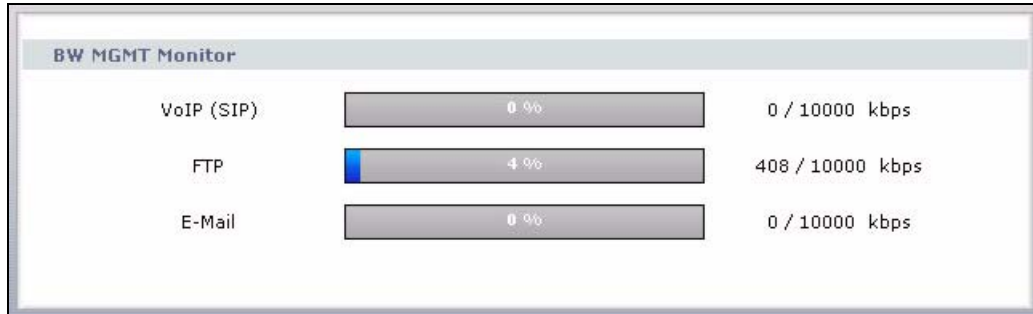 BW MGMT Monitor
VoIP (SIP) 0 % 0 / 10000 kbps
FTP 4 % 408 / 10000 kbps
E-Mail 0 % 0 / 10000 kbps